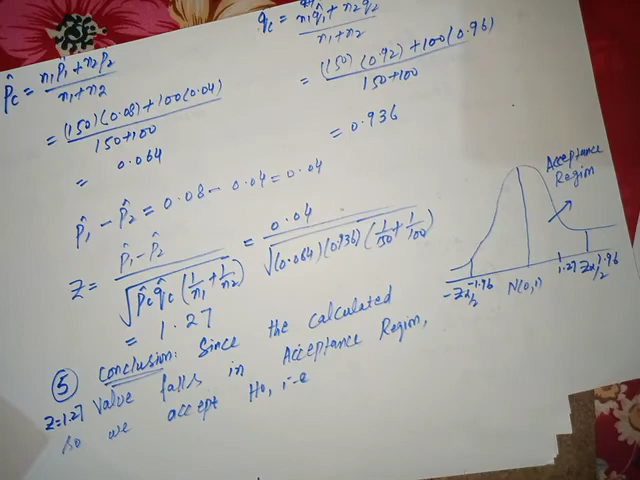 p̂c = n₁p̂₁ + n₂p̂₂ / n₁+n₂
= (150)(0.08) + 100(0.04) / 150+100
= 0.064
q̂c = n₁q̂₁ + n₂q̂₂ / n₁+n₂
= (150)(0.92) + 100(0.96) / 150+100
= 0.936
p̂₁ - p̂₂ = 0.08 - 0.04 = 0.04
Z = p̂₁ - p̂₂ / √p̂c q̂c (1/n₁ + 1/n₂) = 0.04 / √(0.064)(0.936)(1/150 + 1/100)
= 1.27
Acceptance
Region
-Zα/2 -1.96 N(0,1) 1.27 Zα/2 1.96
⑤ Conclusion: Since the calculated
Z=1.27 Value falls in Acceptance Region,
so we accept H₀, i-e